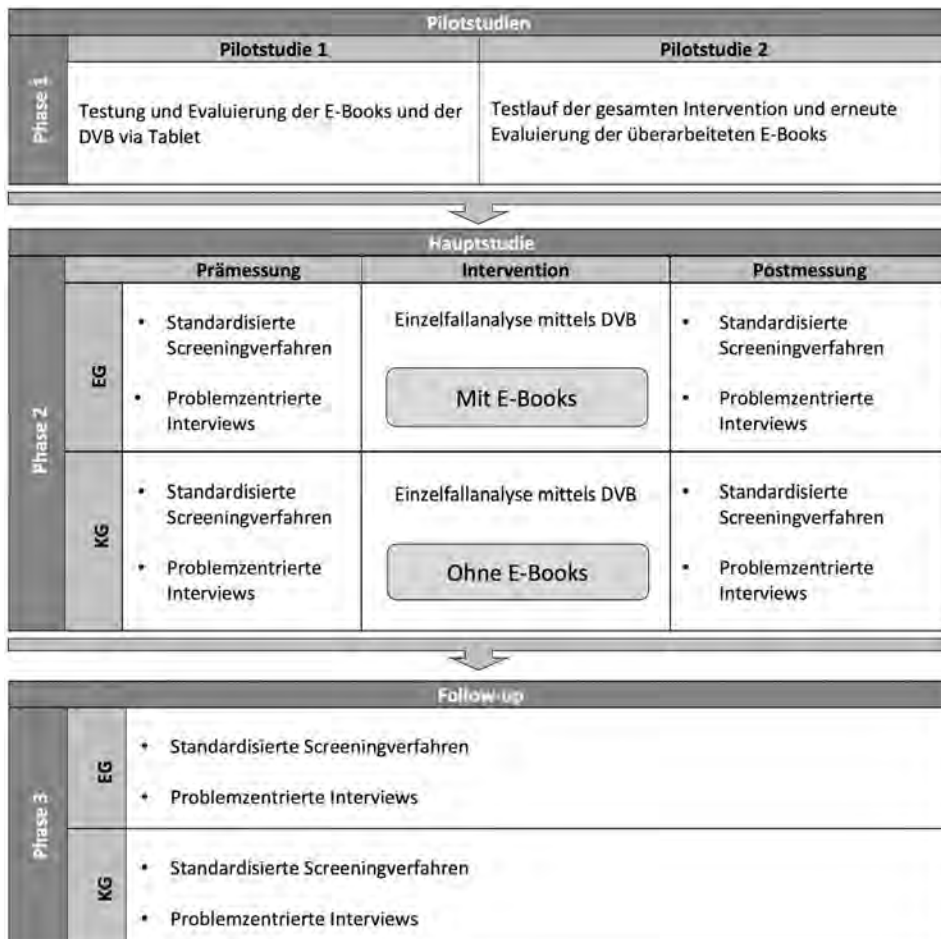 Pilotstudien
Pilotstudie 1
Pilotstudie 2
Phase 1
Testung und Evaluierung der E-Books und der
DVB via Tablet
Testlauf der gesamten Intervention und erneute
Evaluierung der überarbeiteten E-Books
Hauptstudie
Prämessung
Intervention
Postmessung
Phase 2
EG
• Standardisierte
Screeningverfahren
• Problemzentrierte
Interviews
Einzelfallanalyse mittels DVB
Mit E-Books
• Standardisierte
Screeningverfahren
• Problemzentrierte
Interviews
KG
• Standardisierte
Screeningverfahren
• Problemzentrierte
Interviews
Einzelfallanalyse mittels DVB
Ohne E-Books
• Standardisierte
Screeningverfahren
• Problemzentrierte
Interviews
Follow-up
Phase 3
EG
• Standardisierte Screeningverfahren
• Problemzentrierte Interviews
KG
• Standardisierte Screeningverfahren
• Problemzentrierte Interviews